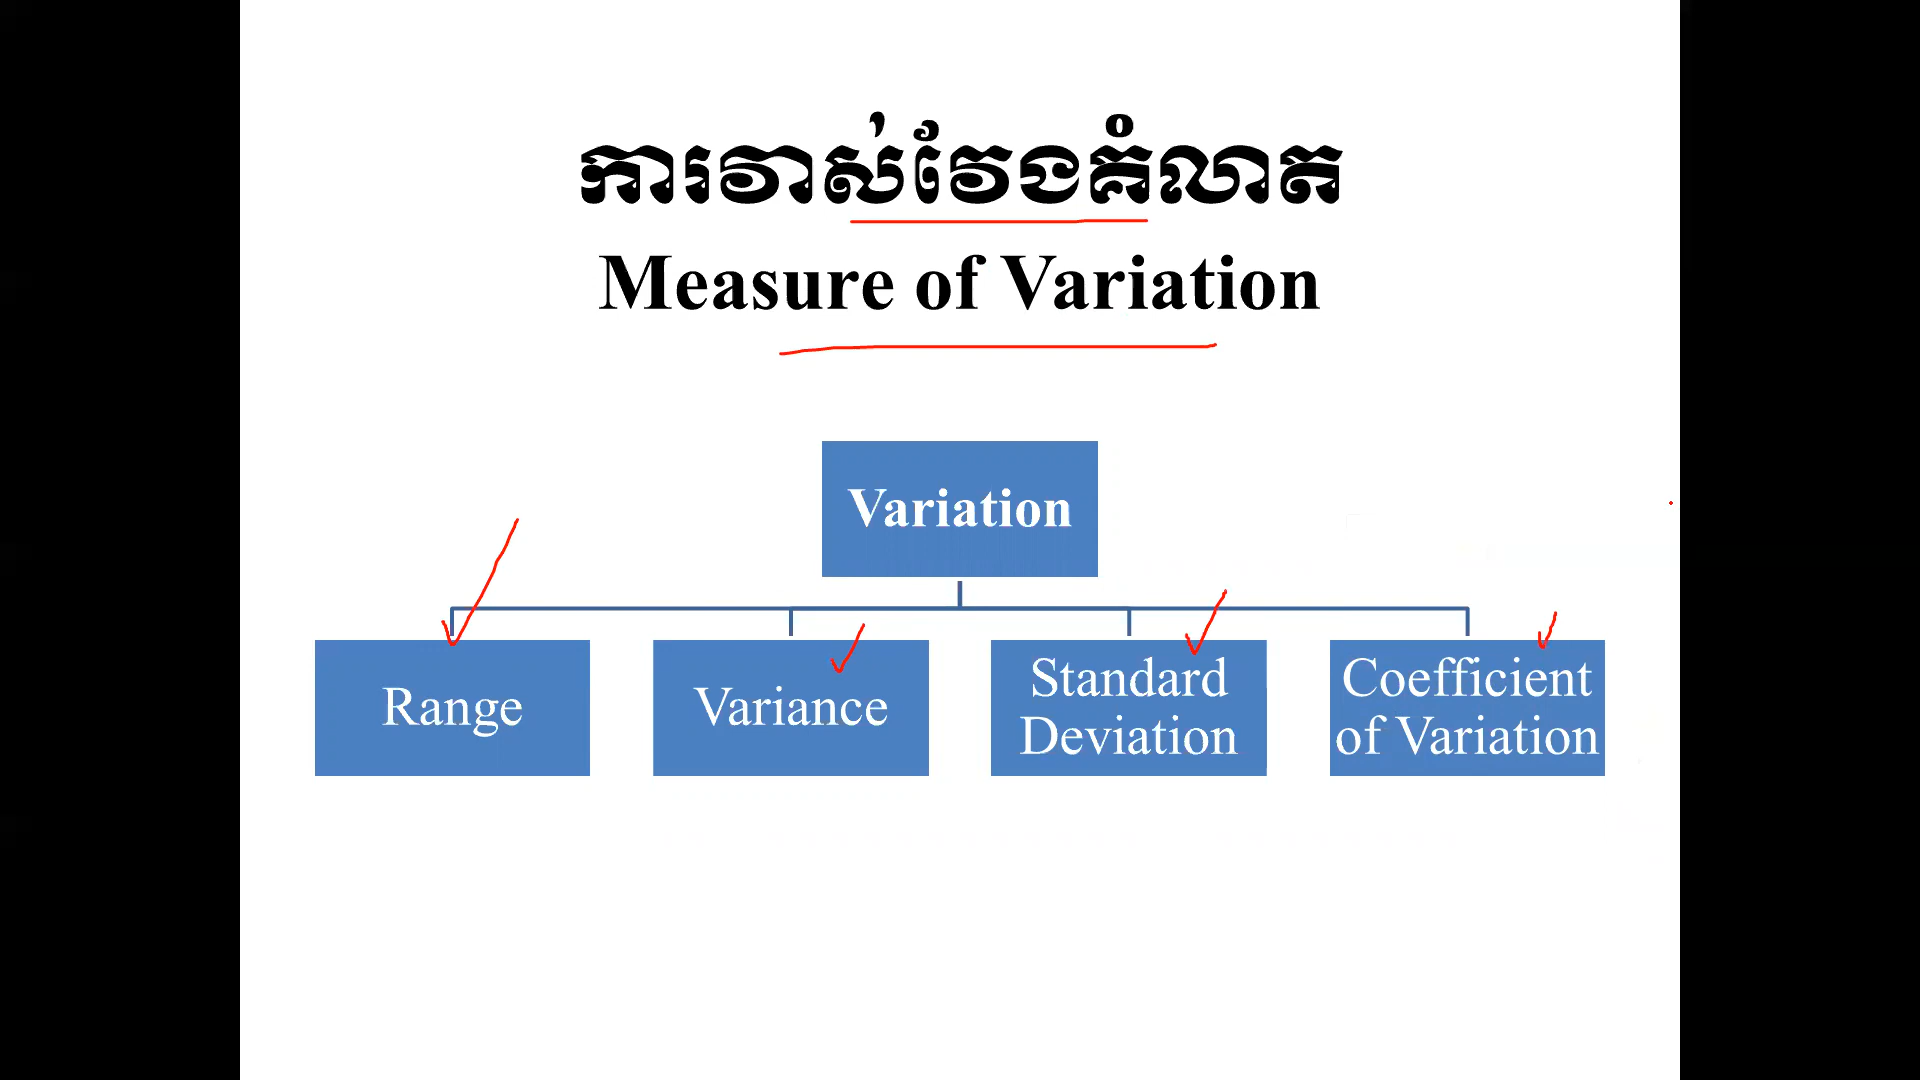 ការវាស់វែងគំលាត
Measure of Variation
Variation
Range
Variance
Standard
Deviation
Coefficient
of Variation